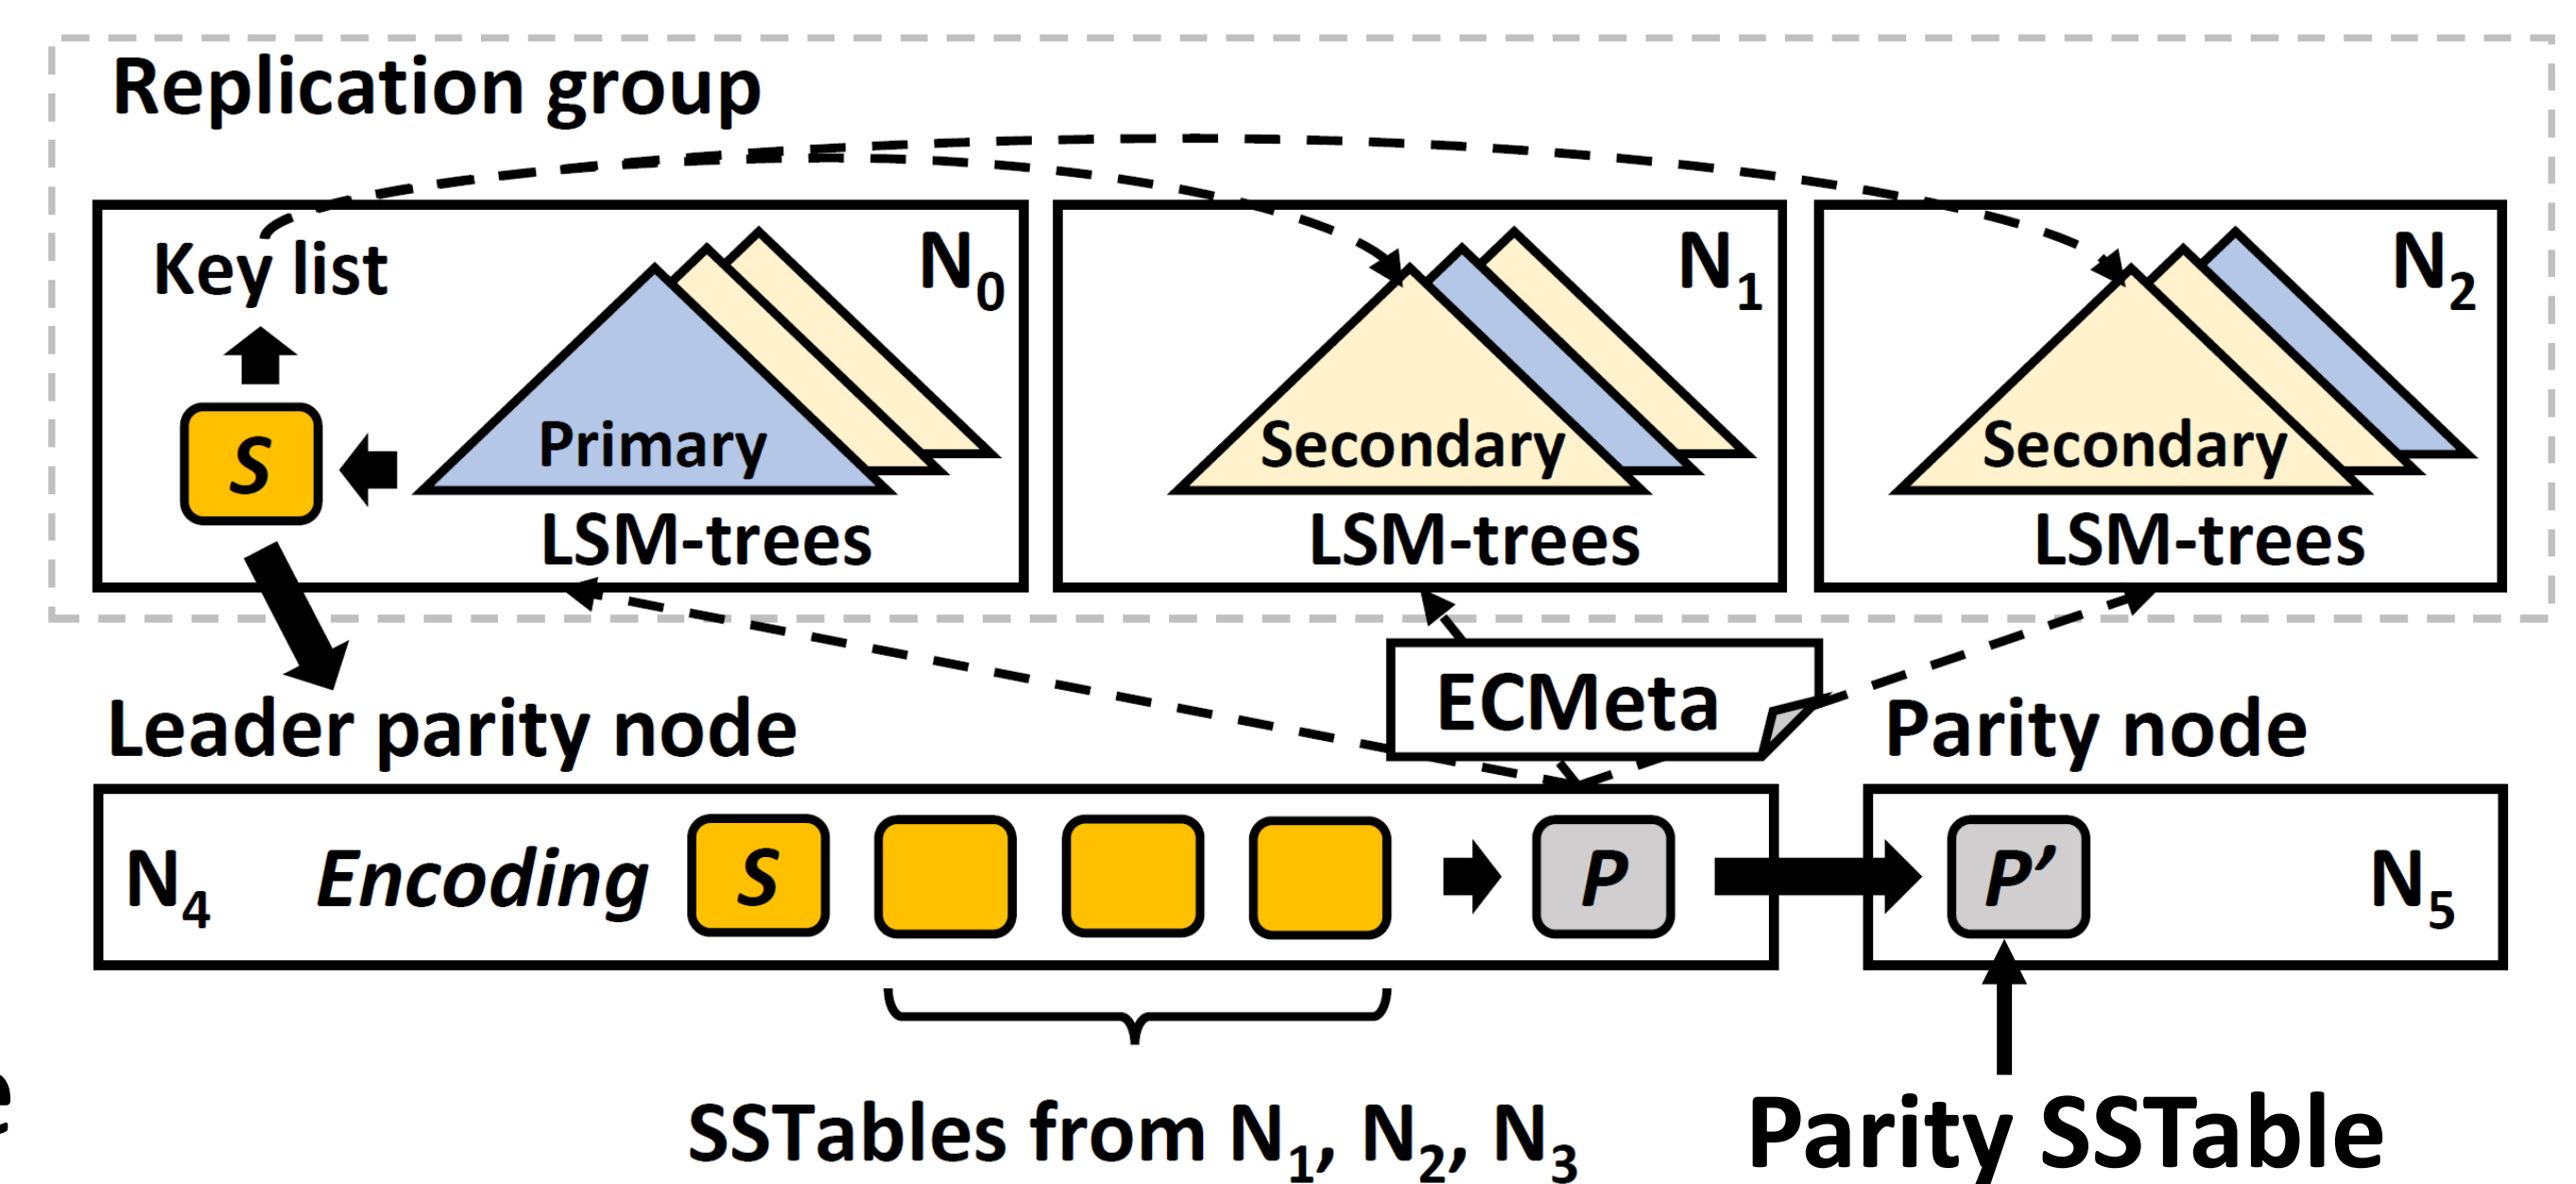 Replication group
Key list
N₀
N₁
N₂
S
Primary
Secondary
Secondary
LSM-trees
LSM-trees
LSM-trees
ECMeta
Leader parity node
Parity node
N₄
Encoding
S
P
P'
N₅
SSTables from N₁, N₂, N₃
Parity SSTable
e